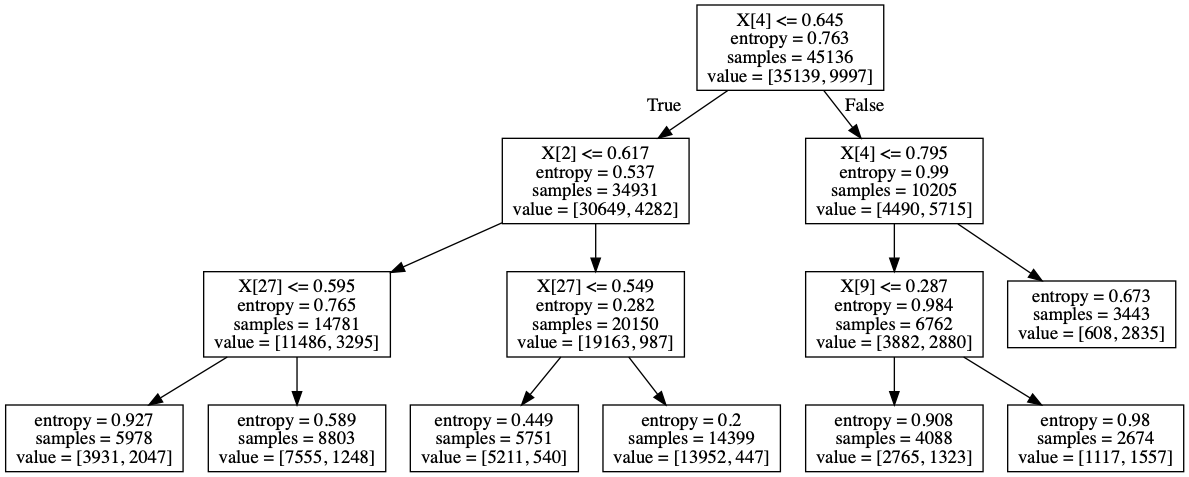 X[4] <= 0.645
entropy = 0.763
samples = 45136
value = [35139, 9997]
True
False
X[2] <= 0.617
entropy = 0.537
samples = 34931
value = [30649, 4282]
X[4] <= 0.795
entropy = 0.99
samples = 10205
value = [4490, 5715]
X[27] <= 0.595
entropy = 0.765
samples = 14781
value = [11486, 3295]
X[27] <= 0.549
entropy = 0.282
samples = 20150
value = [19163, 987]
X[9] <= 0.287
entropy = 0.984
samples = 6762
value = [3882, 2880]
entropy = 0.673
samples = 3443
value = [608, 2835]
entropy = 0.927
samples = 5978
value = [3931, 2047]
entropy = 0.589
samples = 8803
value = [7555, 1248]
entropy = 0.449
samples = 5751
value = [5211, 540]
entropy = 0.2
samples = 14399
value = [13952, 447]
entropy = 0.908
samples = 4088
value = [2765, 1323]
entropy = 0.98
samples = 2674
value = [1117, 1557]